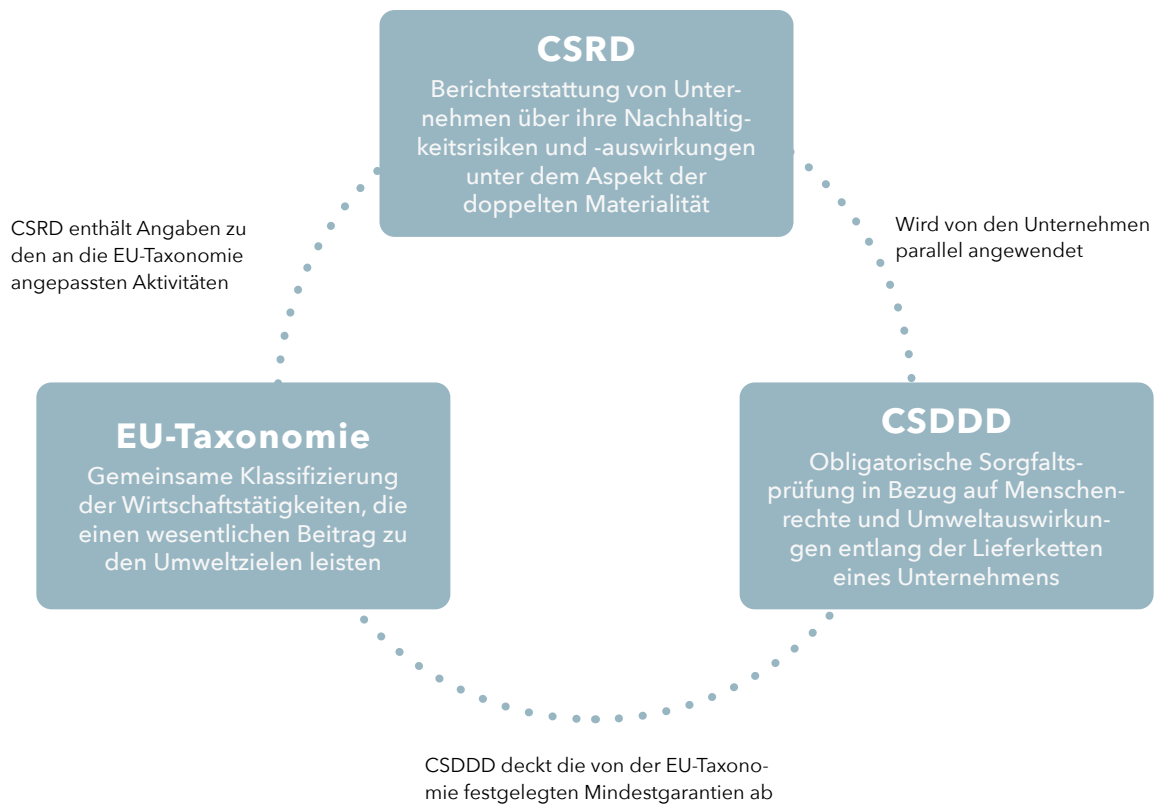 CSRD
Berichterstattung von Unter-
nehmen über ihre Nachhaltig-
keitsrisiken und -auswirkungen
unter dem Aspekt der
doppelten Materialität
CSRD enthält Angaben zu
den an die EU-Taxonomie
angepassten Aktivitäten
Wird von den Unternehmen
parallel angewendet
EU-Taxonomie
Gemeinsame Klassifizierung
der Wirtschaftstätigkeiten, die
einen wesentlichen Beitrag zu
den Umweltzielen leisten
CSDDD
Obligatorische Sorgfalts-
prüfung in Bezug auf Menschen-
rechte und Umweltauswirkun-
gen entlang der Lieferketten
eines Unternehmens
CSDDD deckt die von der EU-Taxono-
mie festgelegten Mindestgarantien ab